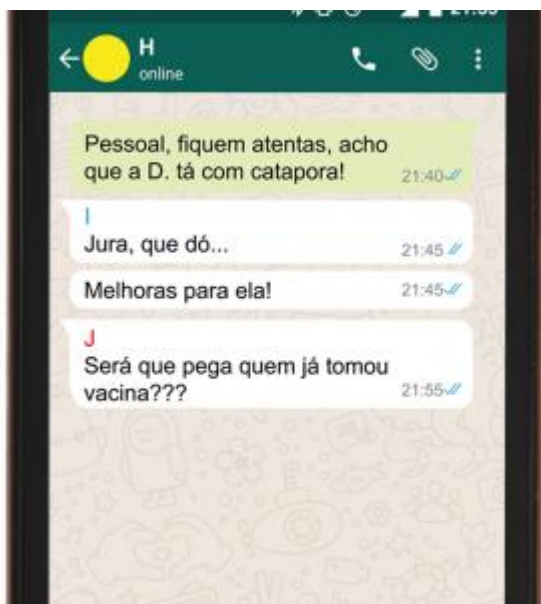 H
online
Pessoal, fiquem atentas, acho
que a D. tá com catapora!
21:40
I
Jura, que dó...
21:45
Melhoras para ela!
21:45
J
Será que pega quem já tomou
vacina???
21:55